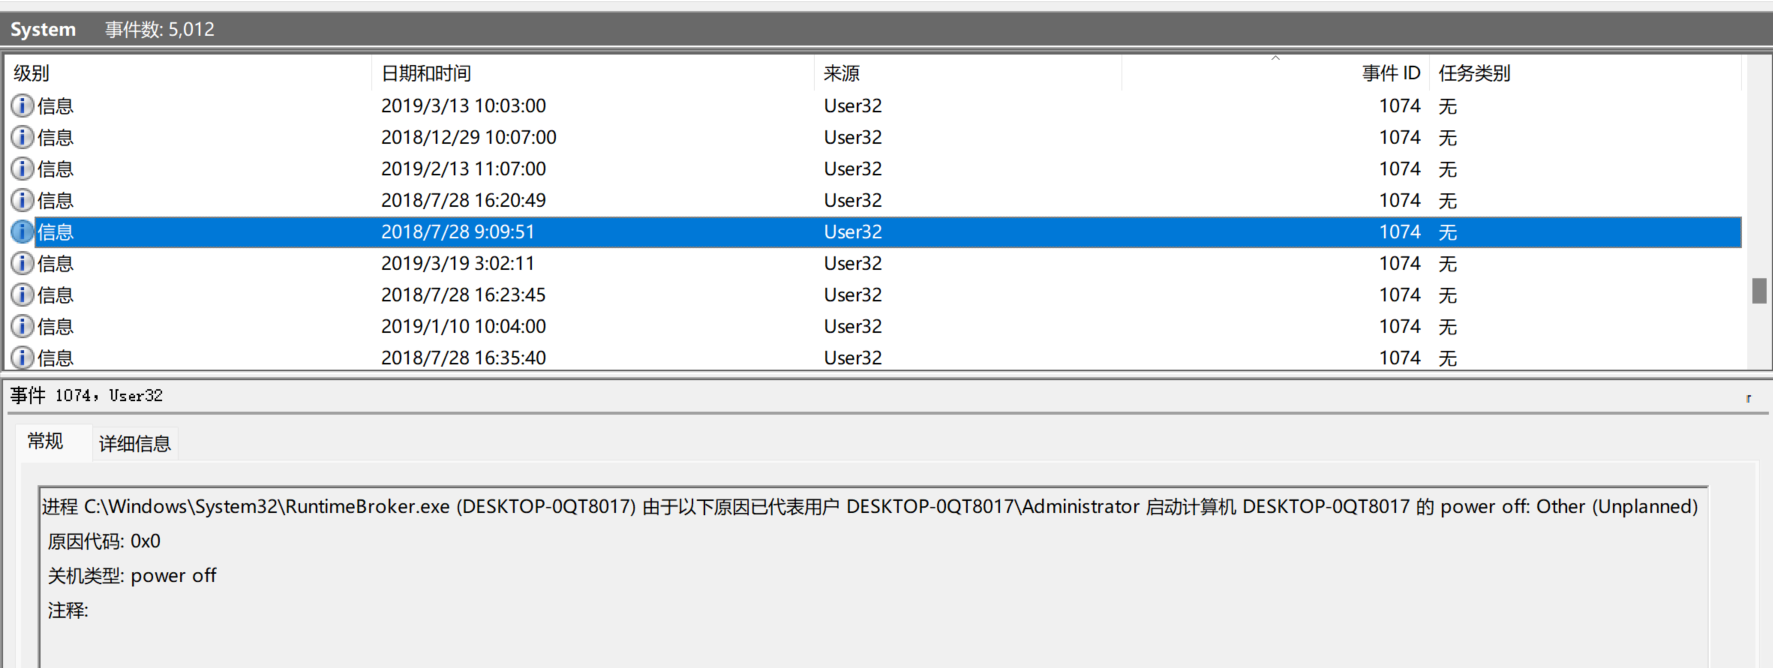 System 事件数: 5,012
级别 日期和时间 来源 事件 ID 任务类别
信息 2019/3/13 10:03:00 User32 1074 无
信息 2018/12/29 10:07:00 User32 1074 无
信息 2019/2/13 11:07:00 User32 1074 无
信息 2018/7/28 16:20:49 User32 1074 无
信息 2018/7/28 9:09:51 User32 1074 无
信息 2019/3/19 3:02:11 User32 1074 无
信息 2018/7/28 16:23:45 User32 1074 无
信息 2019/1/10 10:04:00 User32 1074 无
信息 2018/7/28 16:35:40 User32 1074 无
事件 1074，User32
常规 详细信息
进程 C:\Windows\System32\RuntimeBroker.exe (DESKTOP-0QT8017) 由于以下原因已代表用户 DESKTOP-0QT8017\Administrator 启动计算机 DESKTOP-0QT8017 的 power off: Other (Unplanned)
原因代码: 0x0
关机类型: power off
注释: